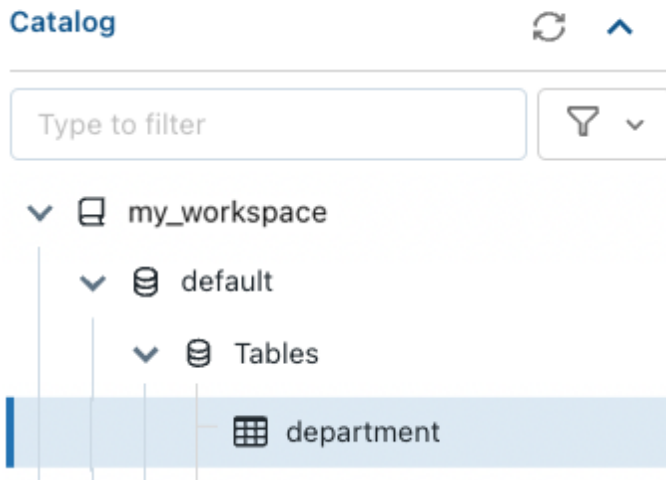 Catalog
Type to filter
my_workspace
default
Tables
department